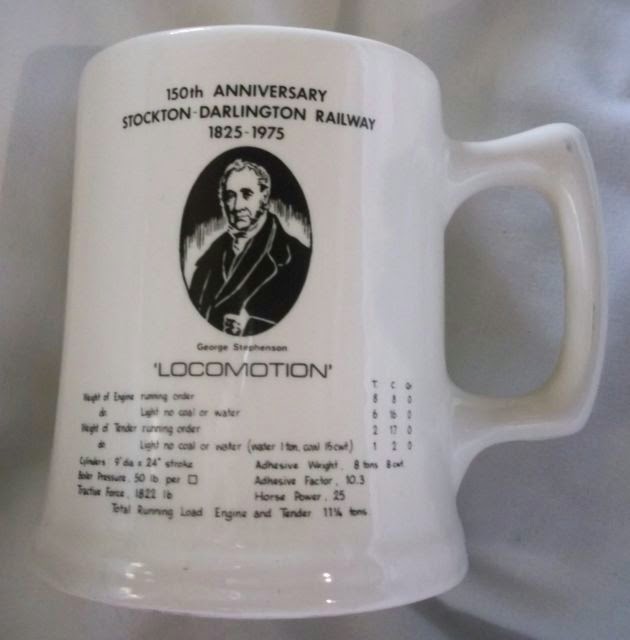 150th ANNIVERSARY
STOCKTON-DARLINGTON RAILWAY
1825-1975
George Stephenson
'LOCOMOTION'
T. C. Qr
Weight of Engine running order 8 8 0
do. Light no coal or water 6 16 0
Weight of Tender running order 2 17 0
do. Light no coal or water (water 1 ton, coal 15 cwt) 1 2 0
Cylinders 9" dia x 24" stroke Adhesive Weight. 8 tons 8 cwt.
Boiler Pressure. 50 lb per □ Adhesive Factor. 10.3
Tractive Force. 1822 lb Horse Power. 25
Total Running Load Engine and Tender 11¼ tons